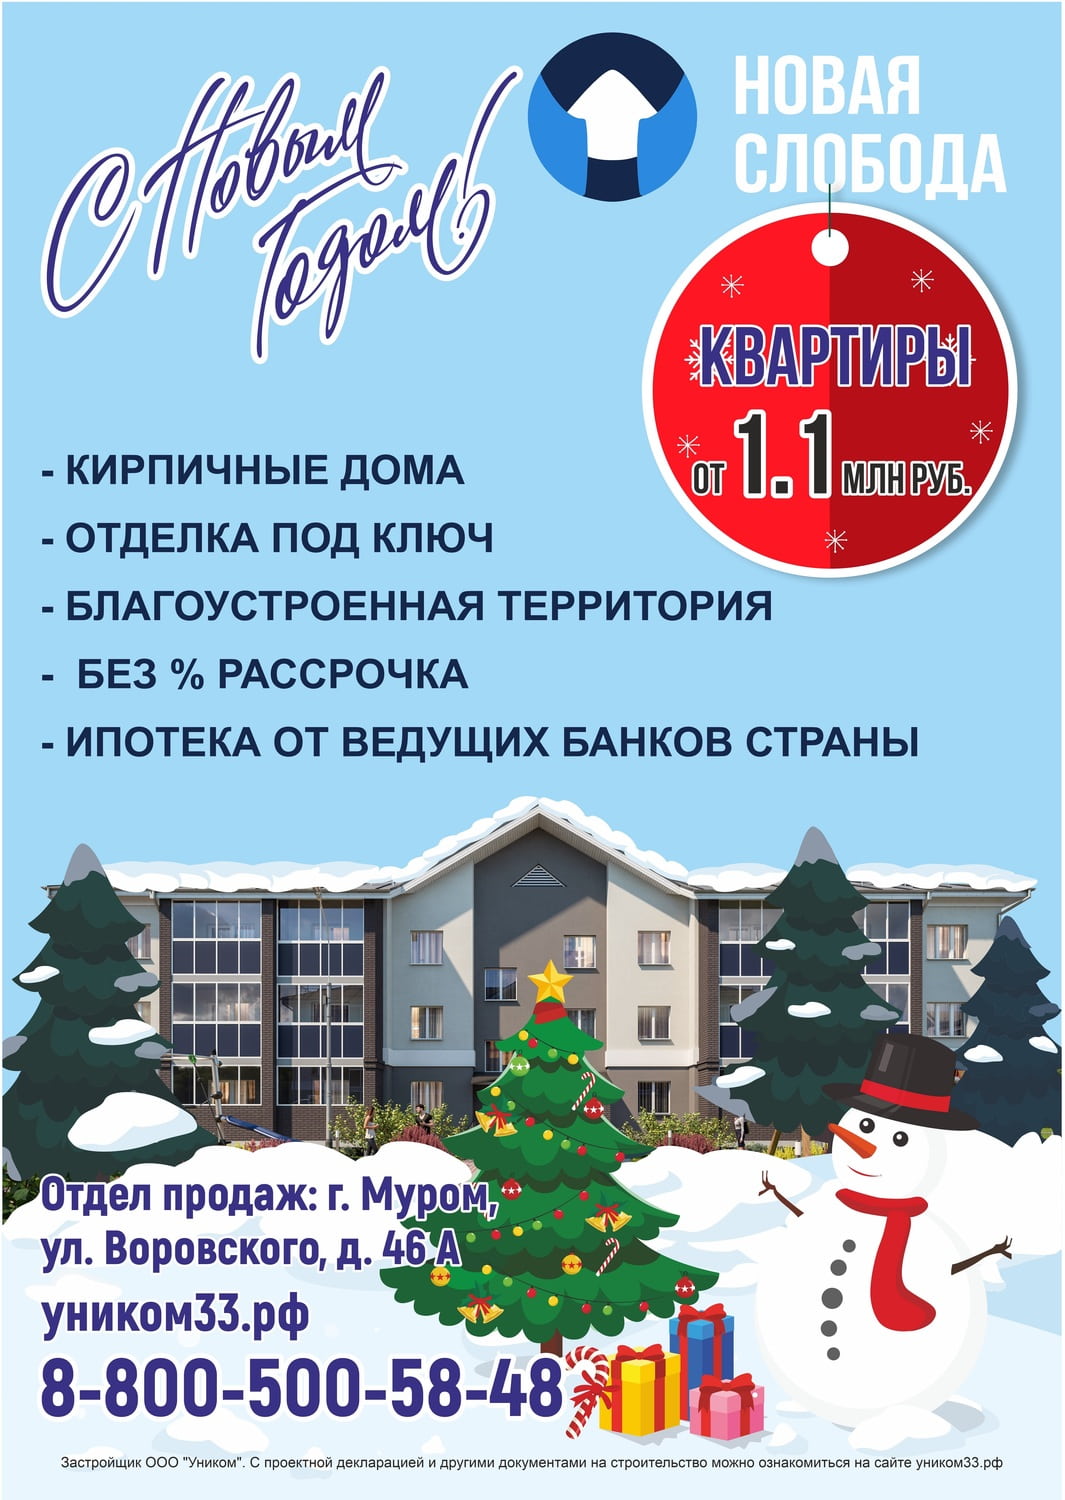 С Новым
Годом!
НОВАЯ
СЛОБОДА
КВАРТИРЫ
ОТ 1.1 МЛН РУБ.
- КИРПИЧНЫЕ ДОМА
- ОТДЕЛКА ПОД КЛЮЧ
- БЛАГОУСТРОЕННАЯ ТЕРРИТОРИЯ
- БЕЗ % РАССРОЧКА
- ИПОТЕКА ОТ ВЕДУЩИХ БАНКОВ СТРАНЫ
Отдел продаж: г. Муром,
ул. Воровского, д. 46 А
уником33.рф
8-800-500-58-48
Застройщик ООО "Уником". С проектной декларацией и другими документами на строительство можно ознакомиться на сайте уником33.рф